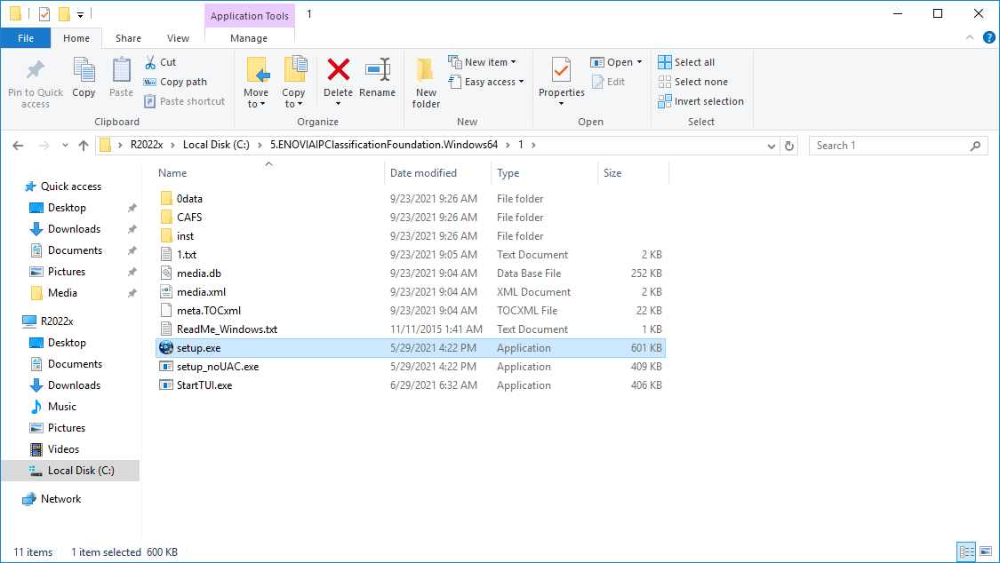 Application Tools 1
File Home Share View Manage
Pin to Quick access
Copy
Paste
Cut
Copy path
Paste shortcut
Clipboard
Move to
Copy to
Delete
Rename
Organize
New folder
New item
Easy access
New
Properties
Open
Edit
Open
Select all
Select none
Invert selection
Select
R2022x > Local Disk (C:) > 5.ENOVIAIPClassificationFoundation.Windows64 > 1 >
Search 1
Quick access
Desktop
Downloads
Documents
Pictures
Media
R2022x
Desktop
Documents
Downloads
Music
Pictures
Videos
Local Disk (C:)
Network
Name Date modified Type Size
0data 9/23/2021 9:26 AM File folder
CAFS 9/23/2021 9:26 AM File folder
inst 9/23/2021 9:26 AM File folder
1.txt 9/23/2021 9:05 AM Text Document 2 KB
media.db 9/23/2021 9:04 AM Data Base File 252 KB
media.xml 9/23/2021 9:04 AM XML Document 2 KB
meta.TOCxml 9/23/2021 9:04 AM TOCXML File 22 KB
ReadMe_Windows.txt 11/11/2015 1:41 AM Text Document 1 KB
setup.exe 5/29/2021 4:22 PM Application 601 KB
setup_noUAC.exe 5/29/2021 4:22 PM Application 409 KB
StartTUI.exe 6/29/2021 6:32 AM Application 406 KB
11 items 1 item selected 600 KB